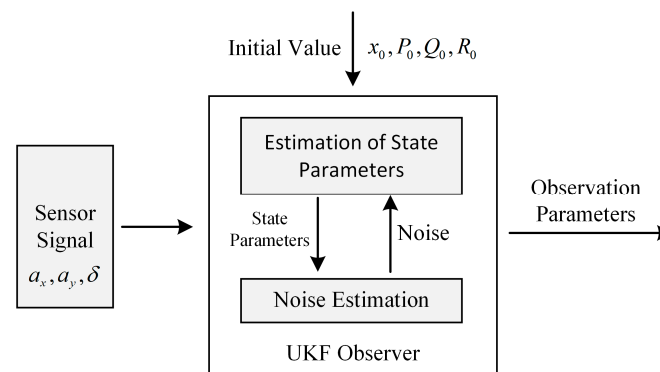 Initial Value
x₀, P₀, Q₀, R₀
Estimation of State
Parameters
Sensor
Signal
aₓ, a_y, δ
State
Parameters
Noise
Observation
Parameters
Noise Estimation
UKF Observer